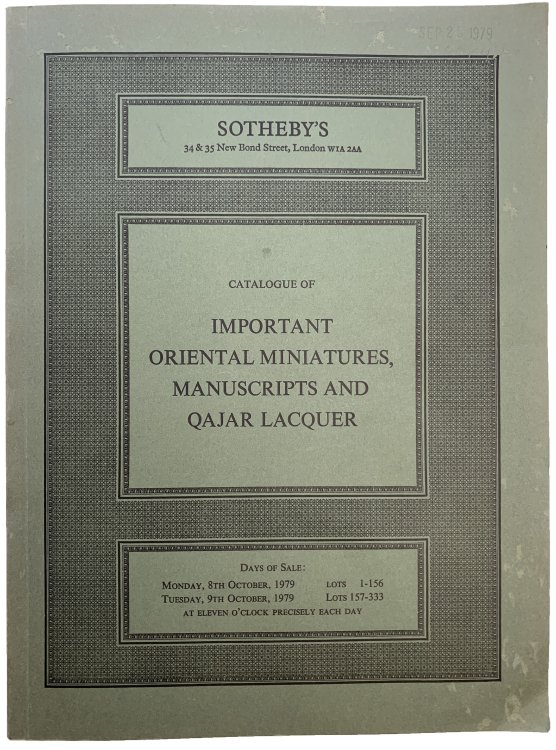 SEP 25 1979
SOTHEBY'S
34 & 35 New Bond Street, London W1A 2AA
CATALOGUE OF
IMPORTANT
ORIENTAL MINIATURES,
MANUSCRIPTS AND
QAJAR LACQUER
DAYS OF SALE:
MONDAY, 8TH OCTOBER, 1979 LOTS 1-156
TUESDAY, 9TH OCTOBER, 1979 LOTS 157-333
AT ELEVEN O'CLOCK PRECISELY EACH DAY